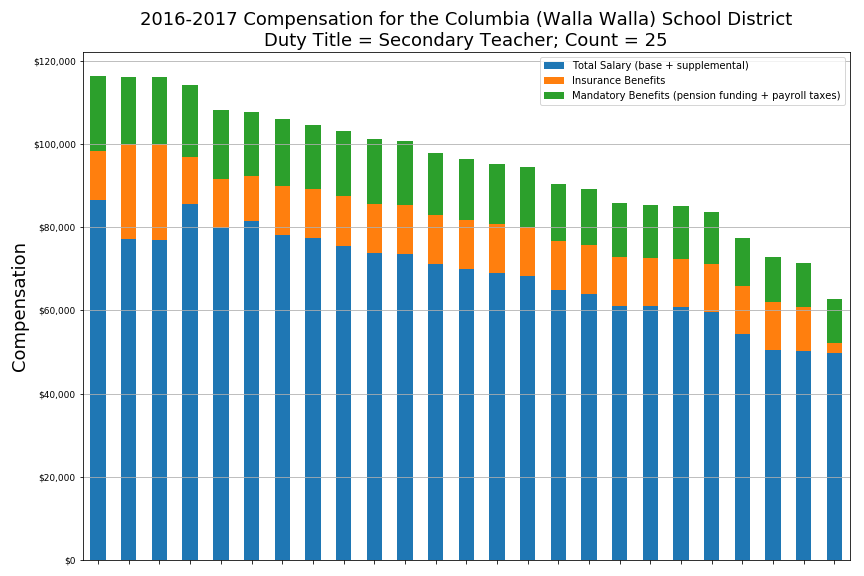 2016-2017 Compensation for the Columbia (Walla Walla) School District
Duty Title = Secondary Teacher; Count = 25
Total Salary (base + supplemental)
Insurance Benefits
Mandatory Benefits (pension funding + payroll taxes)
Compensation
$120,000
$100,000
$80,000
$60,000
$40,000
$20,000
$0